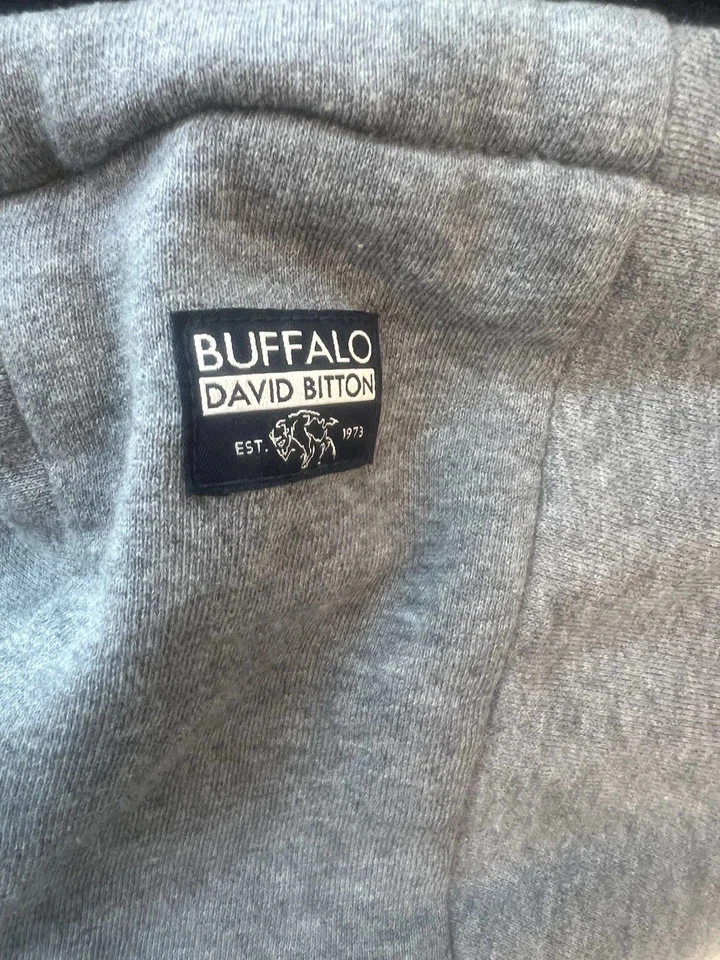 BUFFALO
DAVID BITTON
EST. 1973